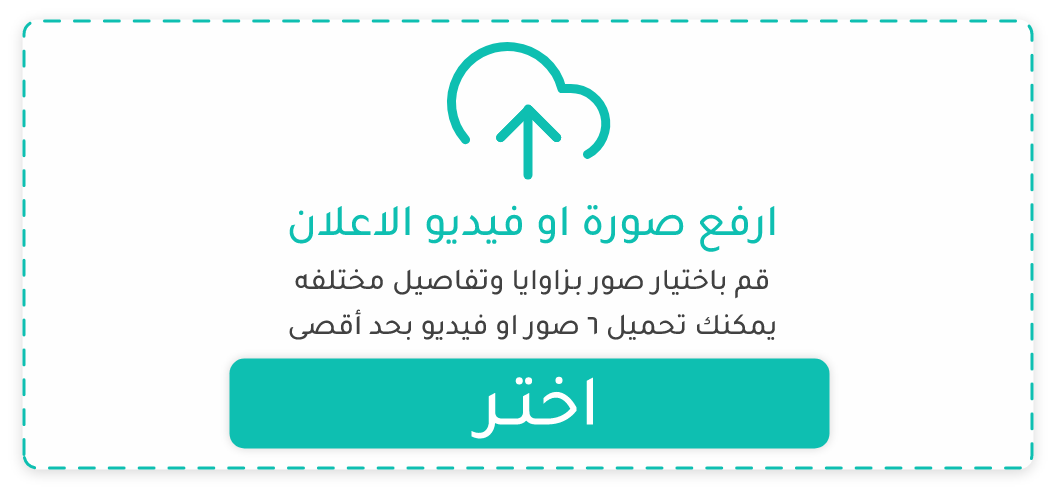 ارفع صورة او فيديو الاعلان
قم باختيار صور بزاوايا وتفاصيل مختلفه
يمكنك تحميل ٦ صور او فيديو بحد أقصى
اختر